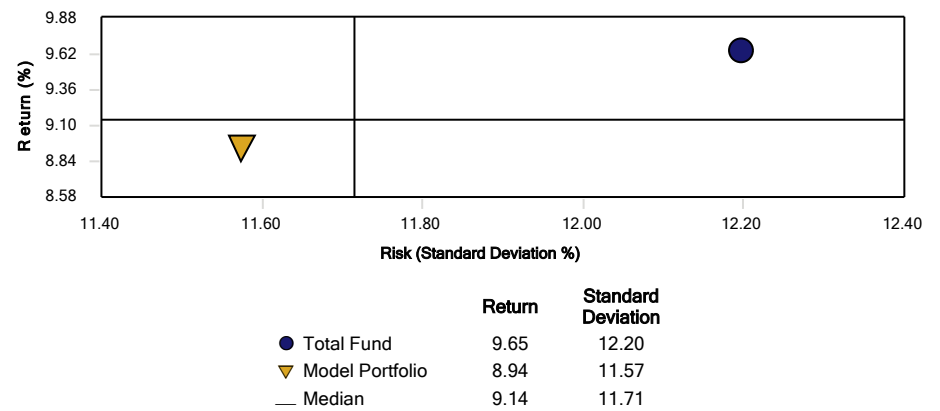 9.88
9.62
9.36
9.10
8.84
8.58
Return (%)
11.40 11.60 11.80 12.00 12.20 12.40
Risk (Standard Deviation %)
Return Standard Deviation
Total Fund 9.65 12.20
Model Portfolio 8.94 11.57
Median 9.14 11.71